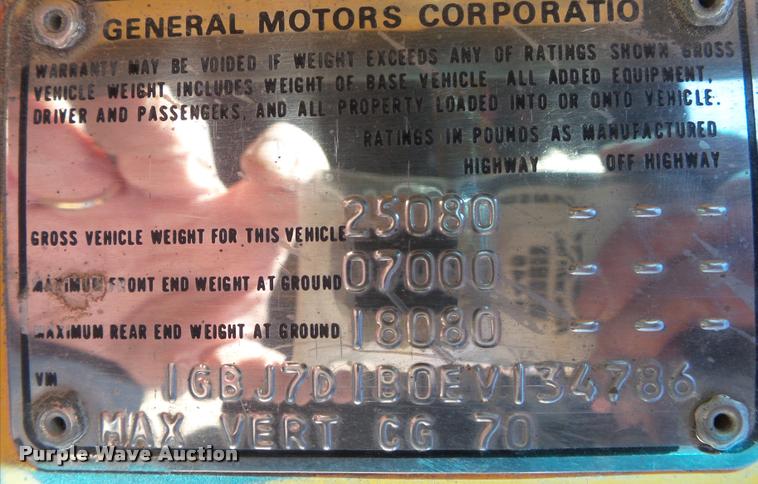 GENERAL MOTORS CORPORATIO
WARRANTY MAY BE VOIDED IF WEIGHT EXCEEDS ANY OF RATINGS SHOWN GROSS
VEHICLE WEIGHT INCLUDES WEIGHT OF BASE VEHICLE. ALL ADDED EQUIPMENT,
DRIVER AND PASSENGERS, AND ALL PROPERTY LOADED INTO OR ONTO VEHICLE.
RATINGS IN POUNDS AS MANUFACTURED
HIGHWAY OFF HIGHWAY
GROSS VEHICLE WEIGHT FOR THIS VEHICLE 25080 - - -
MAXIMUM FRONT END WEIGHT AT GROUND 07000 - - -
MAXIMUM REAR END WEIGHT AT GROUND 18080 - - -
VIN 1GBJ7D1B0EV134786
MAX VERT CG 70
Purple Wave Auction